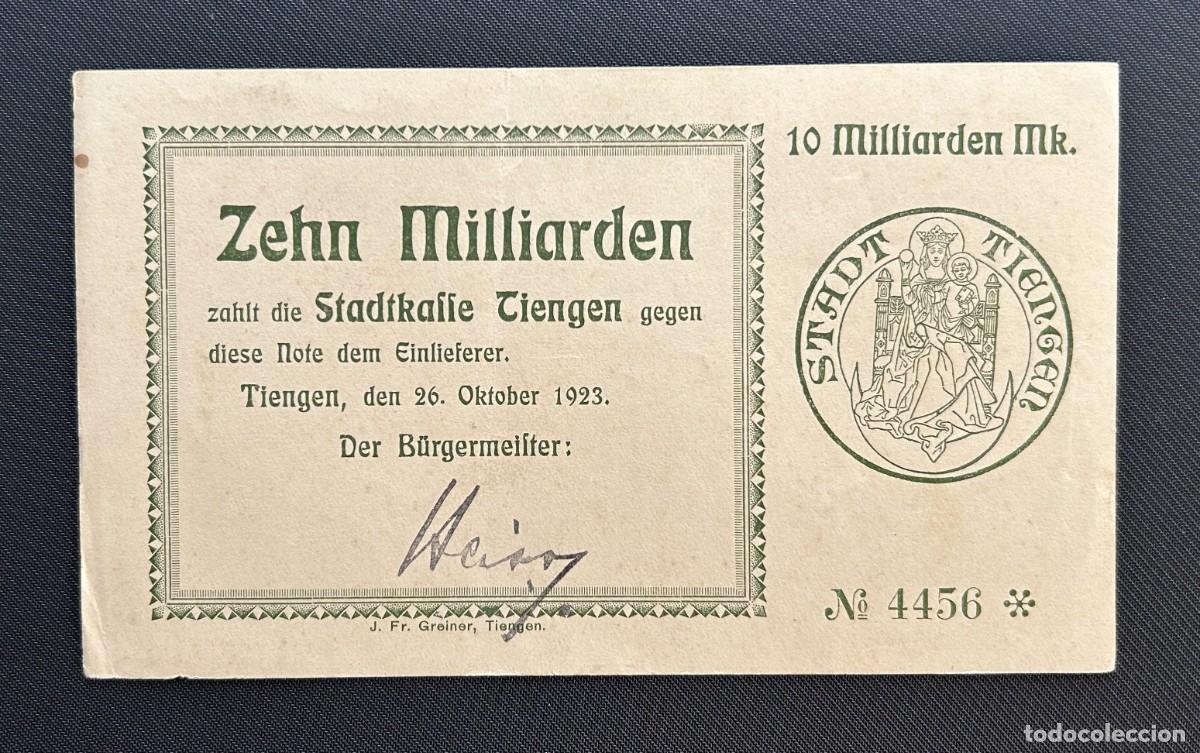 10 Milliarden Mk.
Zehn Milliarden
zahlt die Stadtkasse Tiengen gegen
diese Note dem Einlieferer.
Tiengen, den 26. Oktober 1923.
Der Bürgermeister:
STADT TIENGEN
№ 4456
J. Fr. Greiner, Tiengen.
todocoleccion